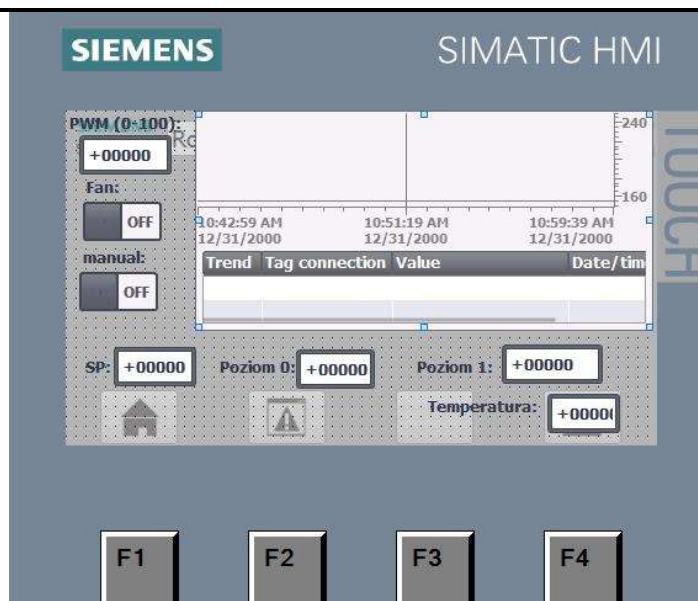 SIEMENS
SIMATIC HMI
TOUCH
PWM (0-100):
+00000
Fan:
OFF
manual:
OFF
240
160
10:42:59 AM
12/31/2000
10:51:19 AM
12/31/2000
10:59:39 AM
12/31/2000
Trend Tag connection Value Date/tim
SP: +00000 Poziom 0: +00000 Poziom 1: +00000
Temperatura: +0000
F1 F2 F3 F4